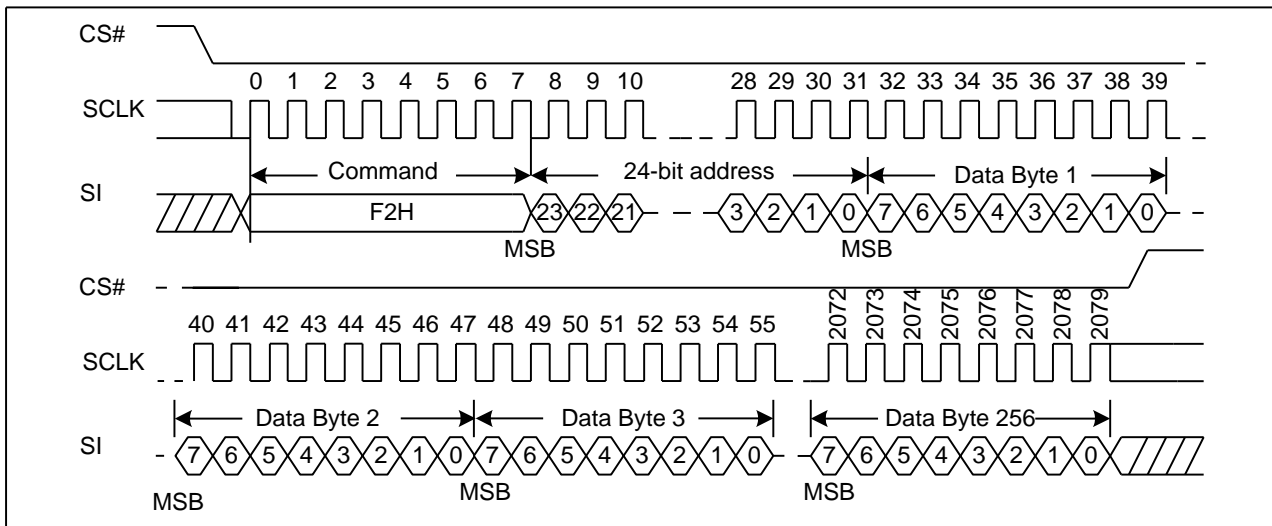 CS#
0 1 2 3 4 5 6 7 8 9 10 28 29 30 31 32 33 34 35 36 37 38 39
SCLK
Command 24-bit address Data Byte 1
SI
F2H 23 22 21 3 2 1 0 7 6 5 4 3 2 1 0
MSB MSB
CS#
40 41 42 43 44 45 46 47 48 49 50 51 52 53 54 55 2072 2073 2074 2075 2076 2077 2078 2079
SCLK
Data Byte 2 Data Byte 3 Data Byte 256
SI
7 6 5 4 3 2 1 0 7 6 5 4 3 2 1 0 7 6 5 4 3 2 1 0
MSB MSB MSB